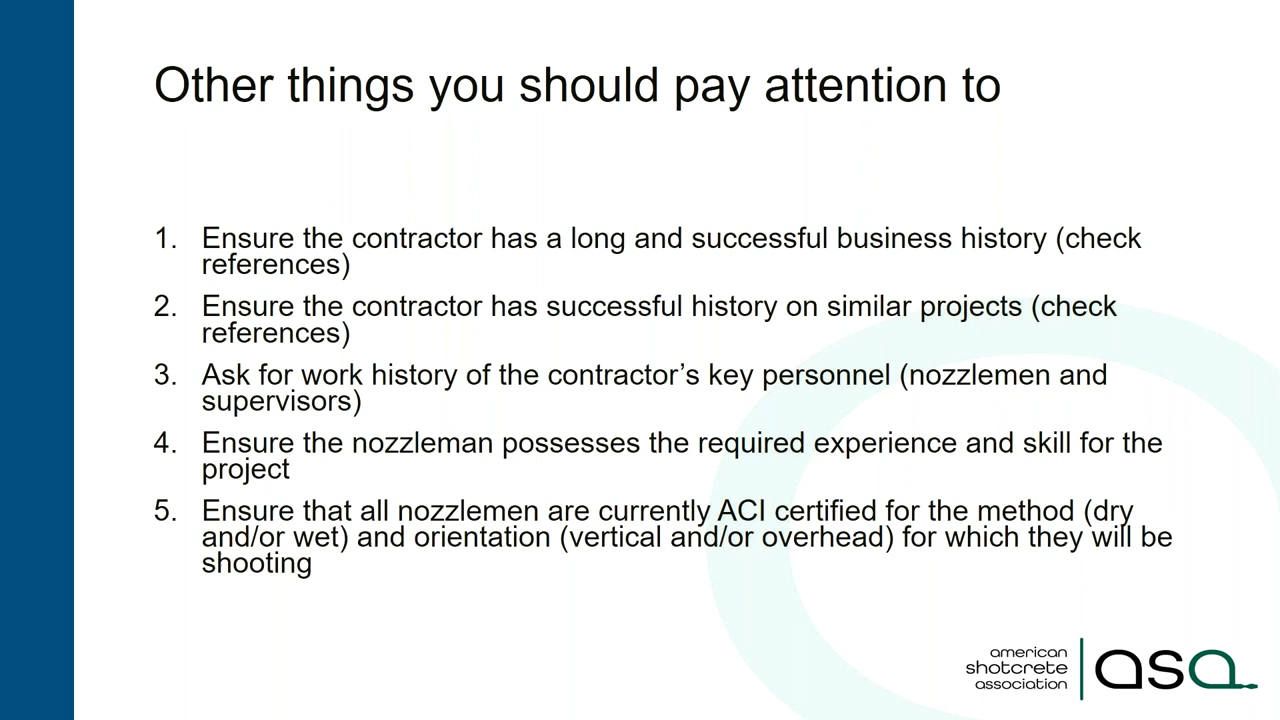 Other things you should pay attention to
1. Ensure the contractor has a long and successful business history (check
references)
2. Ensure the contractor has successful history on similar projects (check
references)
3. Ask for work history of the contractor’s key personnel (nozzlemen and
supervisors)
4. Ensure the nozzleman possesses the required experience and skill for the
project
5. Ensure that all nozzlemen are currently ACI certified for the method (dry
and/or wet) and orientation (vertical and/or overhead) for which they will be
shooting
american
shotcrete
association
asa